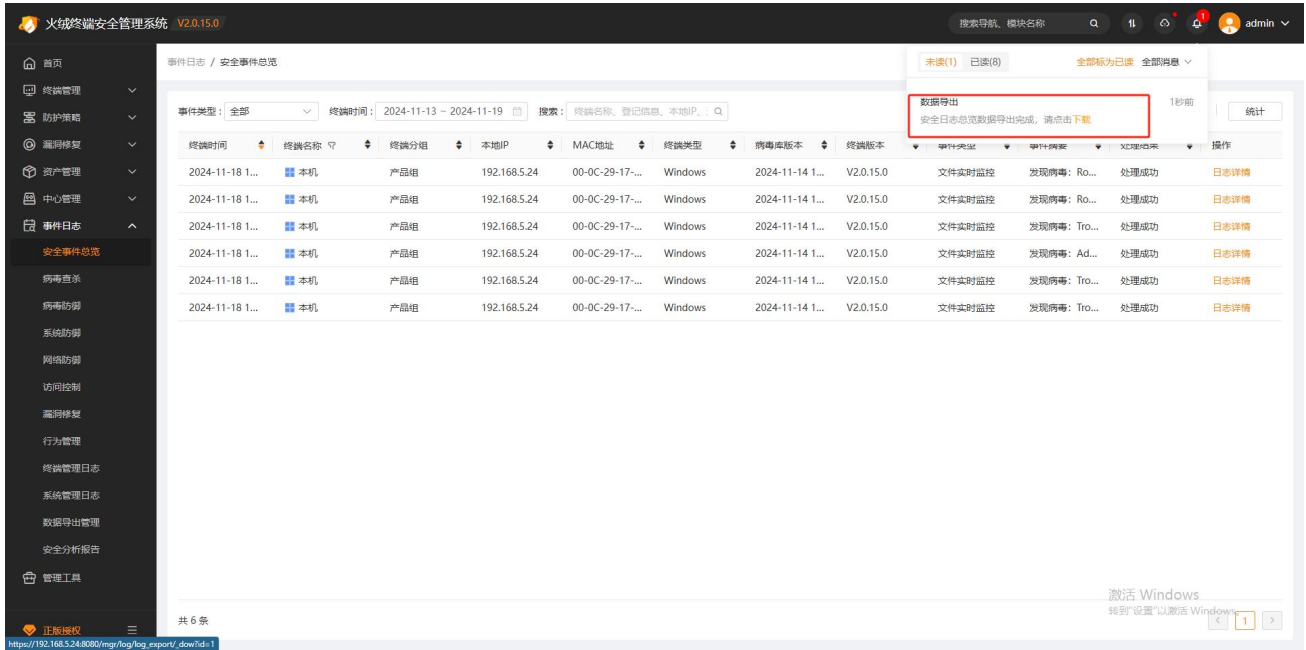 火绒终端安全管理系统 V2.0.15.0 搜索导航、模块名称 1 admin
首页
终端管理
防护策略
漏洞修复
资产管理
中心管理
事件日志
安全事件总览
病毒查杀
病毒防御
系统防御
网络防御
访问控制
漏洞修复
行为管理
终端管理日志
系统管理日志
数据导出管理
安全分析报告
管理工具
正版授权
事件日志 / 安全事件总览
未读(1) 已读(8) 全部标为已读 全部消息
数据导出 1秒前
安全日志总览数据导出完成，请点击下载
事件类型: 全部 终端时间: 2024-11-13 ~ 2024-11-19 搜索: 终端名称、登记信息、本地IP、: 统计
终端时间 终端名称 终端分组 本地IP MAC地址 终端类型 病毒库版本 终端版本 事件类型 事件摘要 处理结果 操作
2024-11-18 1... 本机 产品组 192.168.5.24 00-0C-29-17-... Windows 2024-11-14 1... V2.0.15.0 文件实时监控 发现病毒: Ro... 处理成功 日志详情
2024-11-18 1... 本机 产品组 192.168.5.24 00-0C-29-17-... Windows 2024-11-14 1... V2.0.15.0 文件实时监控 发现病毒: Ro... 处理成功 日志详情
2024-11-18 1... 本机 产品组 192.168.5.24 00-0C-29-17-... Windows 2024-11-14 1... V2.0.15.0 文件实时监控 发现病毒: Tro... 处理成功 日志详情
2024-11-18 1... 本机 产品组 192.168.5.24 00-0C-29-17-... Windows 2024-11-14 1... V2.0.15.0 文件实时监控 发现病毒: Ad... 处理成功 日志详情
2024-11-18 1... 本机 产品组 192.168.5.24 00-0C-29-17-... Windows 2024-11-14 1... V2.0.15.0 文件实时监控 发现病毒: Tro... 处理成功 日志详情
2024-11-18 1... 本机 产品组 192.168.5.24 00-0C-29-17-... Windows 2024-11-14 1... V2.0.15.0 文件实时监控 发现病毒: Tro... 处理成功 日志详情
激活 Windows
转到"设置"以激活 Windows。
共 6 条 < 1 >
https://192.168.5.24:8080/mgr/log/log_export/_dow?id=1